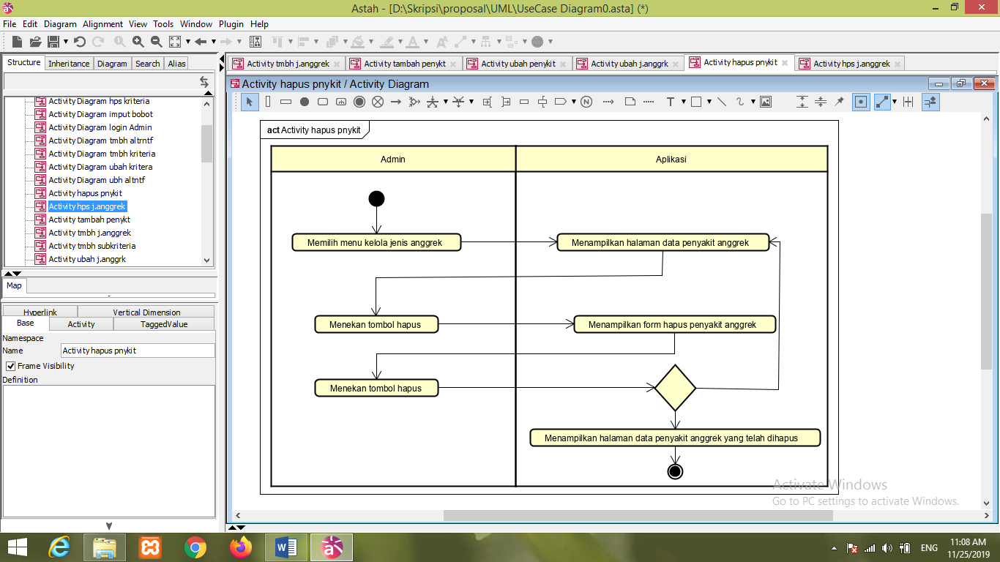 Astah - [D:\Skripsi\proposal\UML\UseCase Diagram0.asta] (*)
File Edit Diagram Alignment View Tools Window Plugin Help
Structure Inheritance Diagram Search Alias
Activity Diagram hps kriteria
Activity Diagram imput bobot
Activity Diagram login Admin
Activity Diagram tmbh altrntf
Activity Diagram tmbh kriteria
Activity Diagram ubah kritera
Activity Diagram ubh altntf
Activity hapus pnykit
Activity hps j.anggrek
Activity tambah penykt
Activity tmbh j.anggrek
Activity tmbh subkriteria
Activity ubah j.anggrk
Map
Hyperlink Vertical Dimension
Base Activity TaggedValue
Namespace
Name Activity hapus pnykit
Frame Visibility
Definition
Activity tmbh j.anggrek Activity tambah penykt Activity ubah penykit Activity ubah j.anggrk Activity hapus pnykit Activity hps j.anggrek
Activity hapus pnykit / Activity Diagram
T N
act Activity hapus pnykit
Admin Aplikasi
Memilih menu kelola jenis anggrek Menampilkan halaman data penyakit anggrek
Menekan tombol hapus Menampilkan form hapus penyakit anggrek
Menekan tombol hapus
Menampilkan halaman data penyakit anggrek yang telah dihapus
Activate Windows
Go to PC settings to activate Windows.
ENG 11:08 AM
11/25/2019